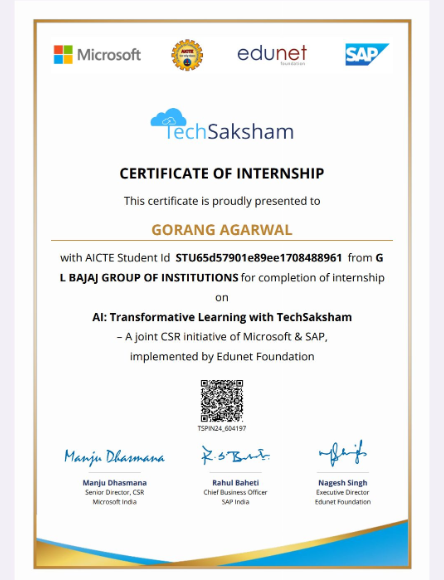 Microsoft
AICTE
edunet
foundation
SAP
TechSaksham
CERTIFICATE OF INTERNSHIP
This certificate is proudly presented to
GORANG AGARWAL
with AICTE Student Id STU65d57901e89ee1708488961 from G
L BAJAJ GROUP OF INSTITUTIONS for completion of internship
on
AI: Transformative Learning with TechSaksham
– A joint CSR initiative of Microsoft & SAP,
implemented by Edunet Foundation
TSPIN24_604197
Manju Dhasmana
Manju Dhasmana
Senior Director, CSR
Microsoft India
Rahul Baheti
Chief Business Officer
SAP India
Nagesh Singh
Executive Director
Edunet Foundation